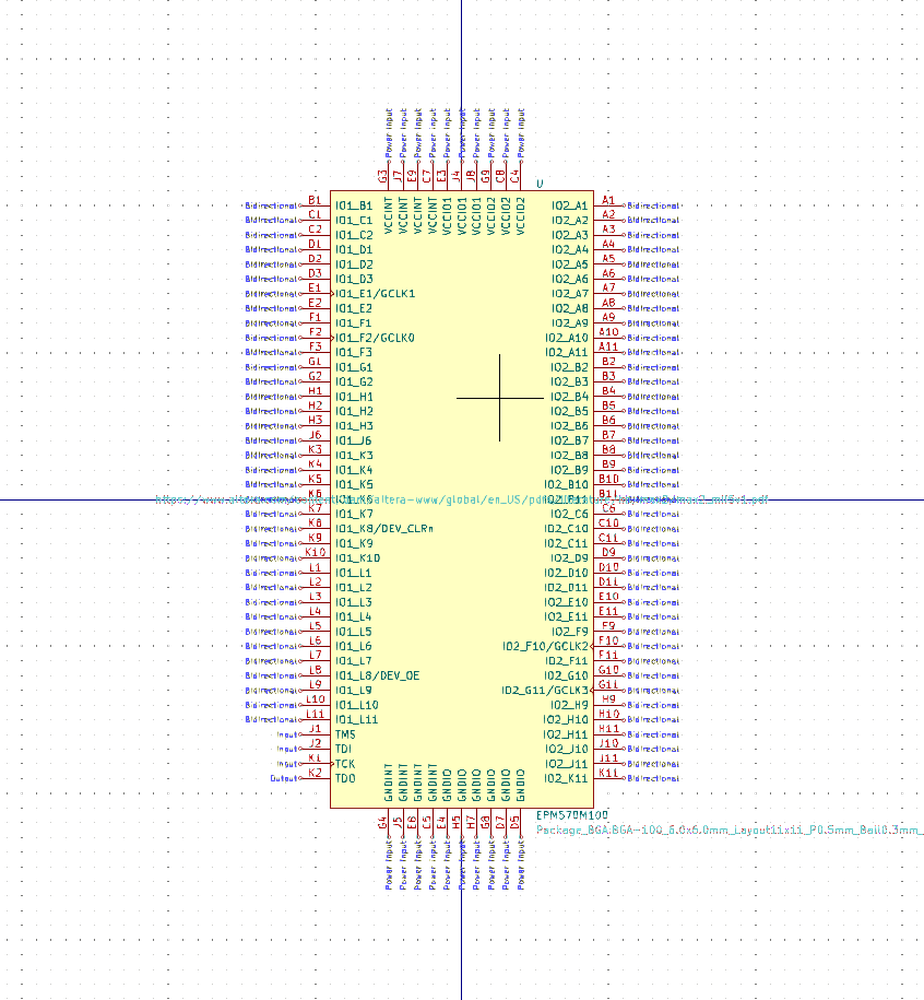 Power Input Power Input Power Input Power Input Power Input Power Input Power Input Power Input Power Input Power Input
G3 J7 E9 C7 E3 J4 J8 G9 C8 C4
U
VCCINT VCCINT VCCINT VCCINT VCCIO1 VCCIO1 VCCIO1 VCCIO2 VCCIO2 VCCIO2
Bidirectional B1 IO1_B1 IO2_A1 A1 Bidirectional
Bidirectional C1 IO1_C1 IO2_A2 A2 Bidirectional
Bidirectional C2 IO1_C2 IO2_A3 A3 Bidirectional
Bidirectional D1 IO1_D1 IO2_A4 A4 Bidirectional
Bidirectional D2 IO1_D2 IO2_A5 A5 Bidirectional
Bidirectional D3 IO1_D3 IO2_A6 A6 Bidirectional
Bidirectional E1 IO1_E1/GCLK1 IO2_A7 A7 Bidirectional
Bidirectional E2 IO1_E2 IO2_A8 A8 Bidirectional
Bidirectional F1 IO1_F1 IO2_A9 A9 Bidirectional
Bidirectional F2 IO1_F2/GCLK0 IO2_A10 A10 Bidirectional
Bidirectional F3 IO1_F3 IO2_A11 A11 Bidirectional
Bidirectional G1 IO1_G1 IO2_B2 B2 Bidirectional
Bidirectional G2 IO1_G2 IO2_B3 B3 Bidirectional
Bidirectional H1 IO1_H1 IO2_B4 B4 Bidirectional
Bidirectional H2 IO1_H2 IO2_B5 B5 Bidirectional
Bidirectional H3 IO1_H3 IO2_B6 B6 Bidirectional
Bidirectional J6 IO1_J6 IO2_B7 B7 Bidirectional
Bidirectional K3 IO1_K3 IO2_B8 B8 Bidirectional
Bidirectional K4 IO1_K4 IO2_B9 B9 Bidirectional
Bidirectional K5 IO1_K5 IO2_B10 B10 Bidirectional
K6 IO1_K6 IO2_B11 B11
Bidirectional K7 IO1_K7 IO2_C6 C6 Bidirectional
Bidirectional K8 IO1_K8/DEV_CLRn IO2_C10 C10 Bidirectional
Bidirectional K9 IO1_K9 IO2_C11 C11 Bidirectional
Bidirectional K10 IO1_K10 IO2_D9 D9 Bidirectional
Bidirectional L1 IO1_L1 IO2_D10 D10 Bidirectional
Bidirectional L2 IO1_L2 IO2_D11 D11 Bidirectional
Bidirectional L3 IO1_L3 IO2_E10 E10 Bidirectional
Bidirectional L4 IO1_L4 IO2_E11 E11 Bidirectional
Bidirectional L5 IO1_L5 IO2_F9 F9 Bidirectional
Bidirectional L6 IO1_L6 IO2_F10/GCLK2 F10 Bidirectional
Bidirectional L7 IO1_L7 IO2_F11 F11 Bidirectional
Bidirectional L8 IO1_L8/DEV_OE IO2_G10 G10 Bidirectional
Bidirectional L9 IO1_L9 IO2_G11/GCLK3 G11 Bidirectional
Bidirectional L10 IO1_L10 IO2_H9 H9 Bidirectional
Bidirectional L11 IO1_L11 IO2_H10 H10 Bidirectional
Input J1 TMS IO2_H11 H11 Bidirectional
Input J2 TDI IO2_J10 J10 Bidirectional
Input K1 TCK IO2_J11 J11 Bidirectional
Output K2 TDO IO2_K11 K11 Bidirectional
GNDINT GNDINT GNDINT GNDINT GNDIO GNDIO GNDIO GNDIO GNDIO GNDIO
G4 J5 E6 C5 E4 H5 H7 G8 D7 D5
EPM570M100
Package_BGA:BGA-100_6.0x6.0mm_Layout11x11_P0.5mm_Ball0.3mm_
Power Input Power Input Power Input Power Input Power Input Power Input Power Input Power Input Power Input Power Input